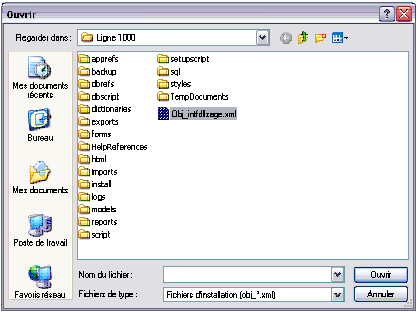 Ouvrir
Regarder dans :
Ligne 1000
Mes documents récents
Bureau
Mes documents
Poste de travail
Favoris réseau
apprefs
backup
dbrefs
dbscript
dictionaries
exports
forms
HelpReferences
html
imports
install
logs
models
reports
script
setupscript
sql
styles
TempDocuments
Obj_intfdlxsage.xml
Nom du fichier :
Ouvrir
Fichiers de type :
Fichiers d'installation (obj_*.xml)
Annuler